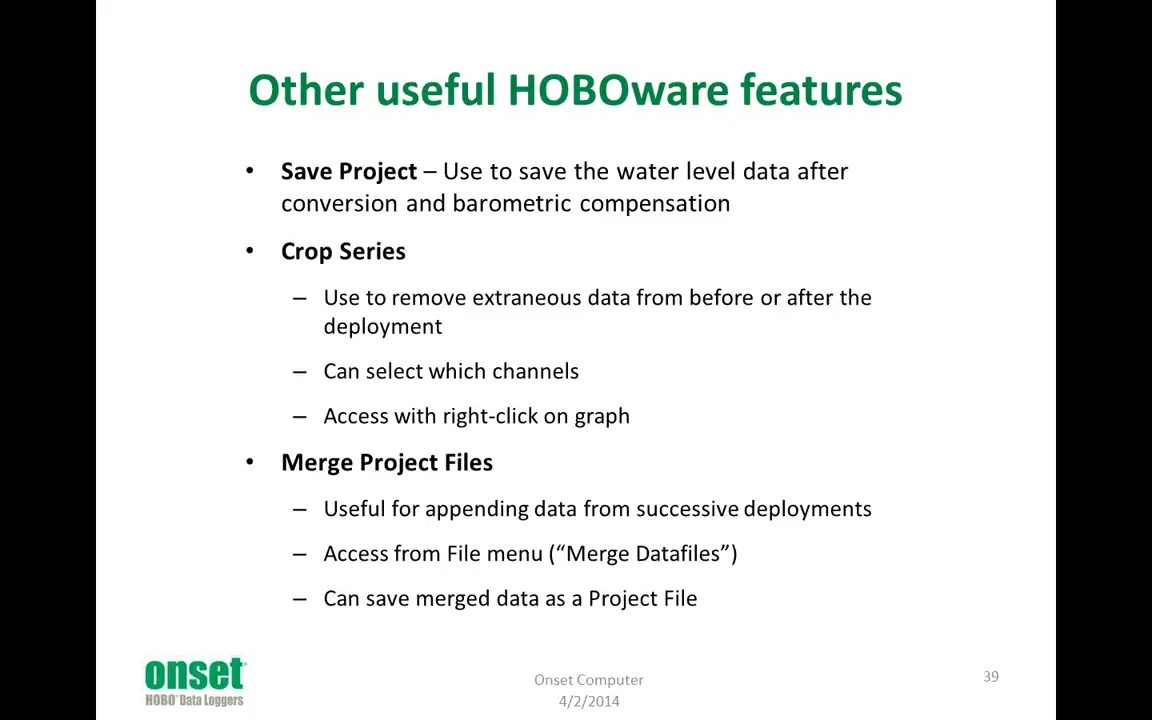 Other useful HOBOware features
• Save Project – Use to save the water level data after
conversion and barometric compensation
• Crop Series
– Use to remove extraneous data from before or after the
deployment
– Can select which channels
– Access with right-click on graph
• Merge Project Files
– Useful for appending data from successive deployments
– Access from File menu (“Merge Datafiles”)
– Can save merged data as a Project File
onset®
HOBO® Data Loggers
Onset Computer
4/2/2014
39